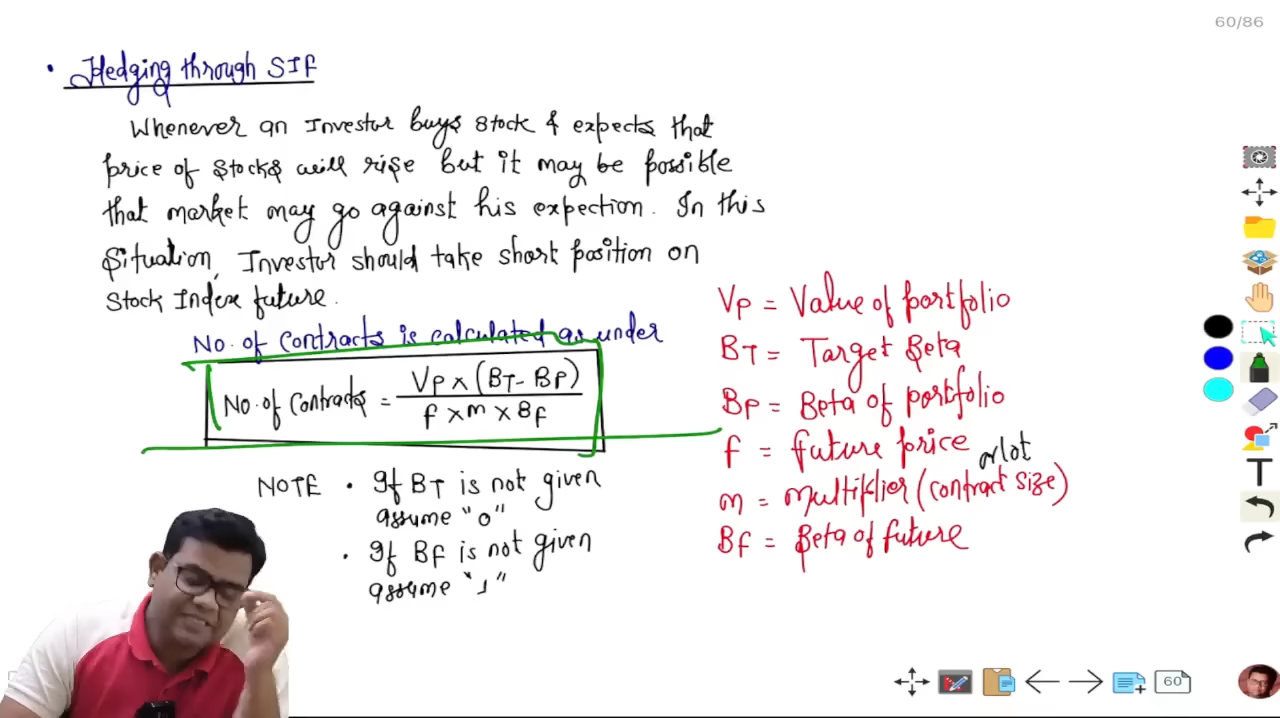 60/86
• Hedging through SIF
Whenever an Investor buys stock & expects that
price of stocks will rise but it may be possible
that market may go against his expection. In this
Situation, Investor should take short position on
Stock Index future.
No. of Contracts is calculated as under
No. of Contracts = Vp × (BT - Bp) / f × m × Bf
NOTE • If BT is not given
assume "0"
• If Bf is not given
assume "1"
Vp = Value of portfolio
BT = Target Beta
Bp = Beta of portfolio
f = future price
or lot
m = Multiplier (contract size)
Bf = Beta of future
60